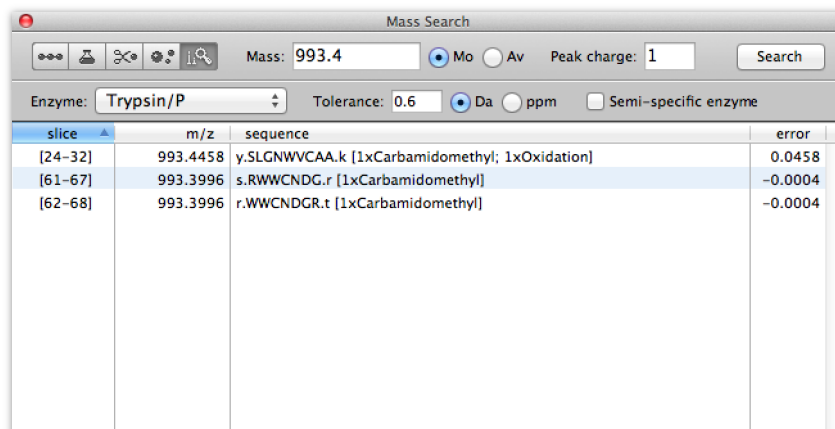 Mass Search
Mass: 993.4 Mo Av Peak charge: 1 Search
Enzyme: Trypsin/P Tolerance: 0.6 Da ppm Semi-specific enzyme
slice m/z sequence error
[24-32] 993.4458 y.SLGNWVCAA.k [1xCarbamidomethyl; 1xOxidation] 0.0458
[61-67] 993.3996 s.RWWCNDG.r [1xCarbamidomethyl] -0.0004
[62-68] 993.3996 r.WWCNDGR.t [1xCarbamidomethyl] -0.0004